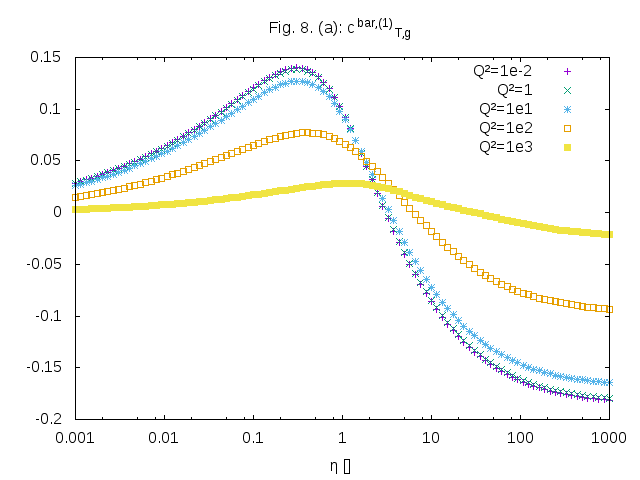 Fig. 8. (a): c bar,(1) T,g
Q²=1e-2
Q²=1
Q²=1e1
Q²=1e2
Q²=1e3
0.15
0.1
0.05
0
-0.05
-0.1
-0.15
-0.2
0.001 0.01 0.1 1 10 100 1000
η []